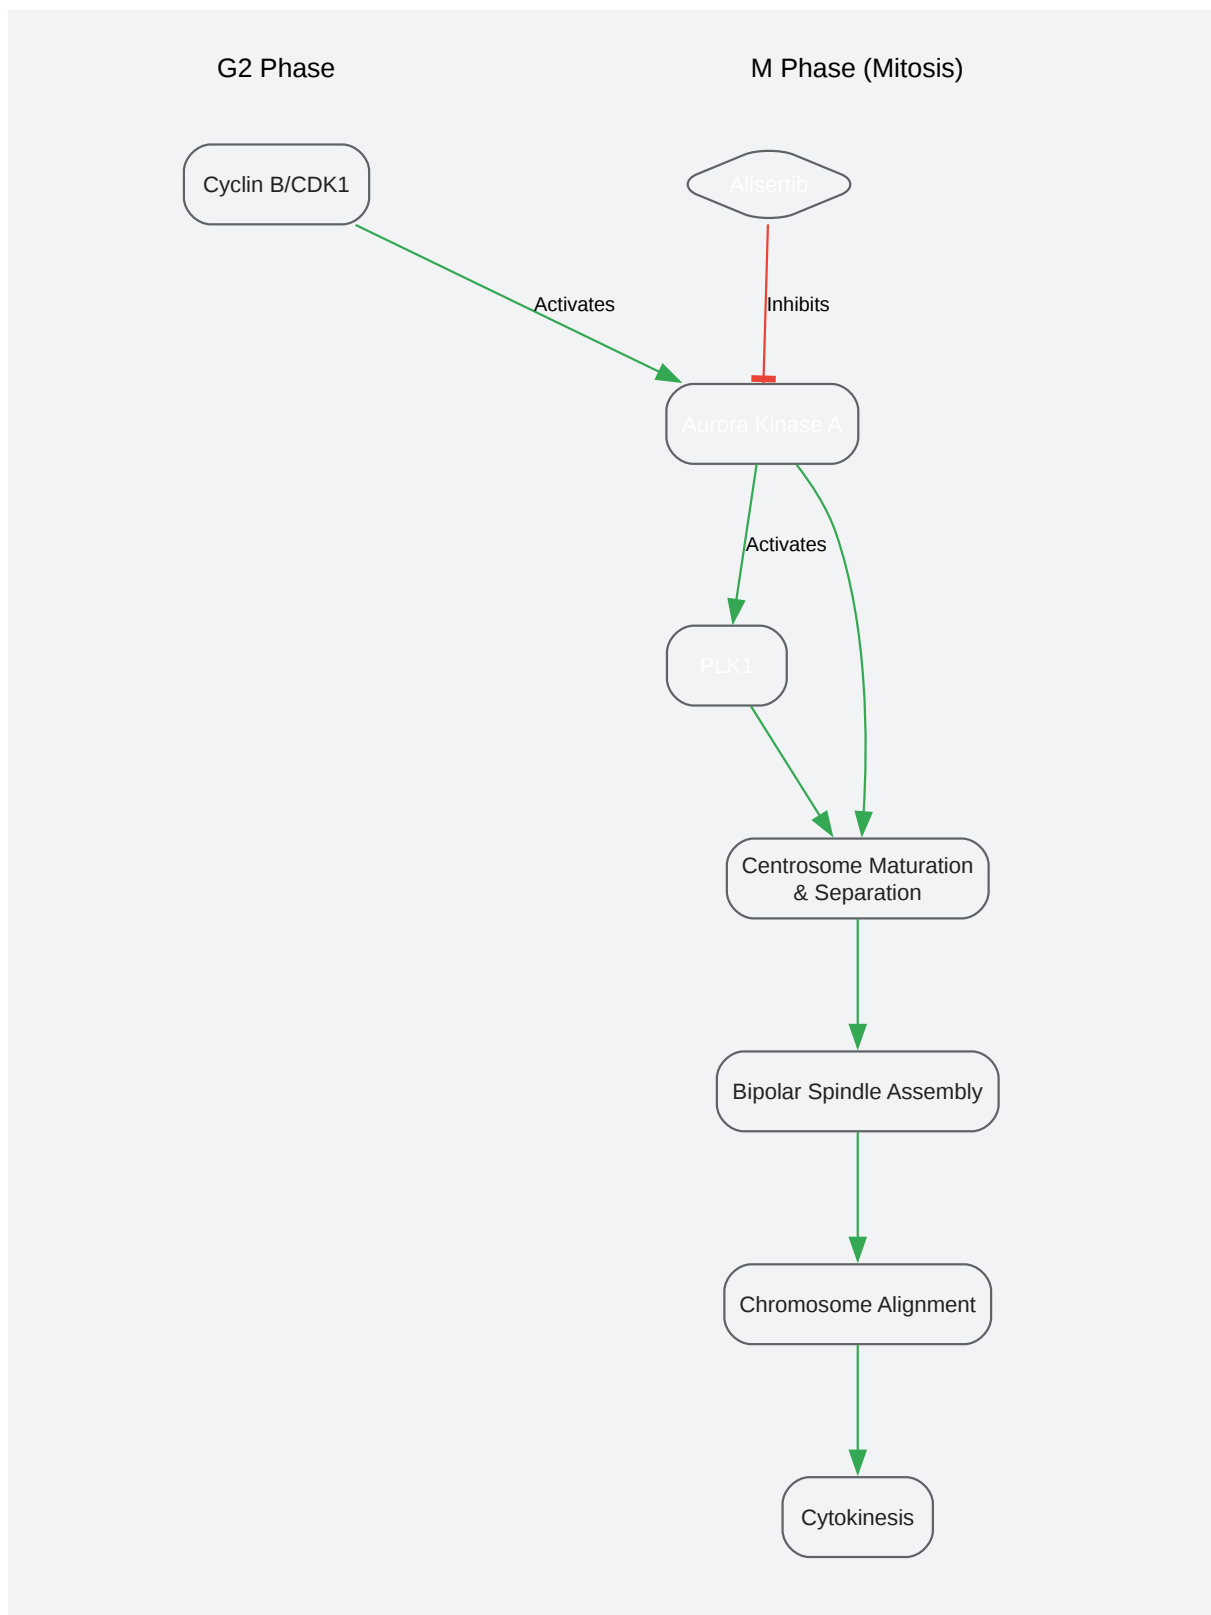 G2 Phase
M Phase (Mitosis)
Cyclin B/CDK1
Alisertib
Activates
Inhibits
Aurora Kinase A
Activates
PLK1
Centrosome Maturation
& Separation
Bipolar Spindle Assembly
Chromosome Alignment
Cytokinesis